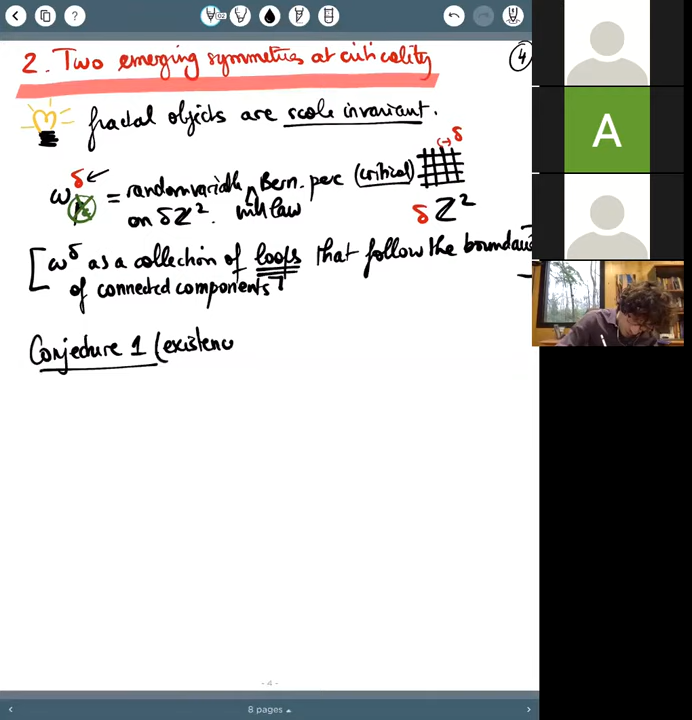 2. Two emerging symmetries at criticality
4
fractal objects are scale invariant.
δ
ω^δ = random variable with law Bern. perc (critical)
on δZ².
δZ²
[ω^δ as a collection of loops that follow the boundaries
of connected components]
Conjecture 1 (existenc
A
- 4 -
8 pages